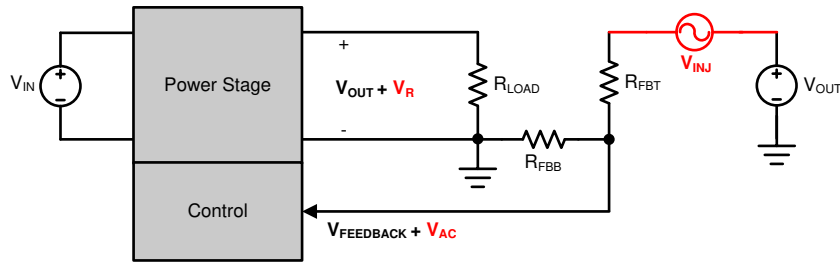 +
Power Stage
V_IN
V_OUT + V_R
R_LOAD
R_FBT
V_INJ
V_OUT
-
R_FBB
Control
V_FEEDBACK + V_AC